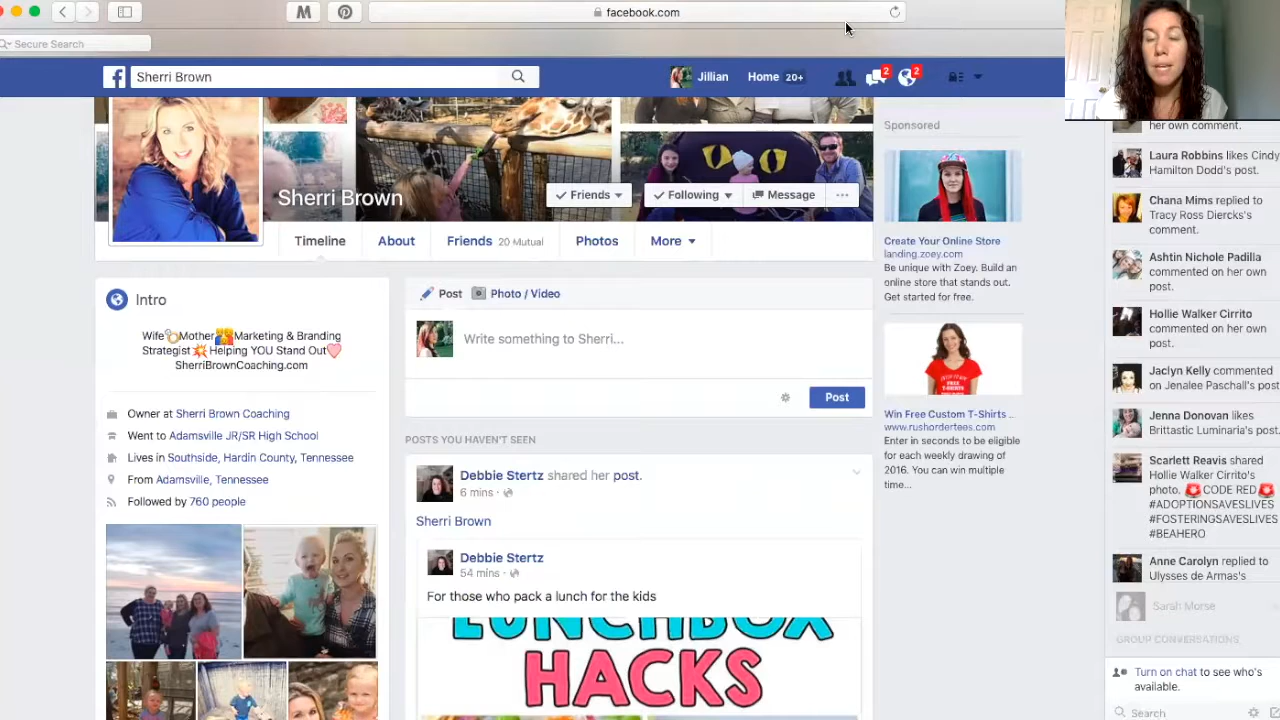 facebook.com
Secure Search
Sherri Brown
Jillian
Home 20+
2
2
Sherri Brown
Friends
Following
Message
Timeline
About
Friends 20 Mutual
Photos
More
Intro
Wife Mother Marketing & Branding
Strategist Helping YOU Stand Out
SherriBrownCoaching.com
Owner at Sherri Brown Coaching
Went to Adamsville JR/SR High School
Lives in Southside, Hardin County, Tennessee
From Adamsville, Tennessee
Followed by 760 people
Post
Photo / Video
Write something to Sherri...
Post
POSTS YOU HAVEN'T SEEN
Debbie Stertz shared her post.
6 mins ·
Sherri Brown
Debbie Stertz
54 mins ·
For those who pack a lunch for the kids
LUNCHBOX
HACKS
Sponsored
Create Your Online Store
landing.zoey.com
Be unique with Zoey. Build an
online store that stands out.
Get started for free.
Win Free Custom T-Shirts ...
www.rushordertees.com
Enter in seconds to be eligible
for each weekly drawing of
2016. You can win multiple
time...
her own comment.
Laura Robbins likes Cindy
Hamilton Dodd's post.
Chana Mims replied to
Tracy Ross Diercks's
comment.
Ashtin Nichole Padilla
commented on her own
post.
Hollie Walker Cirrito
commented on her own
post.
Jaclyn Kelly commented
on Jenalee Paschall's post
Jenna Donovan likes
Brittastic Luminaria's post.
Scarlett Reavis shared
Hollie Walker Cirrito's
photo. CODE RED
#ADOPTIONSAVESLIVES
#FOSTERINGSAVESLIVES
#BEAHERO
Anne Carolyn replied to
Ulysses de Armas's
Sarah Morse
GROUP CONVERSATIONS
Turn on chat to see who's
available.
Search